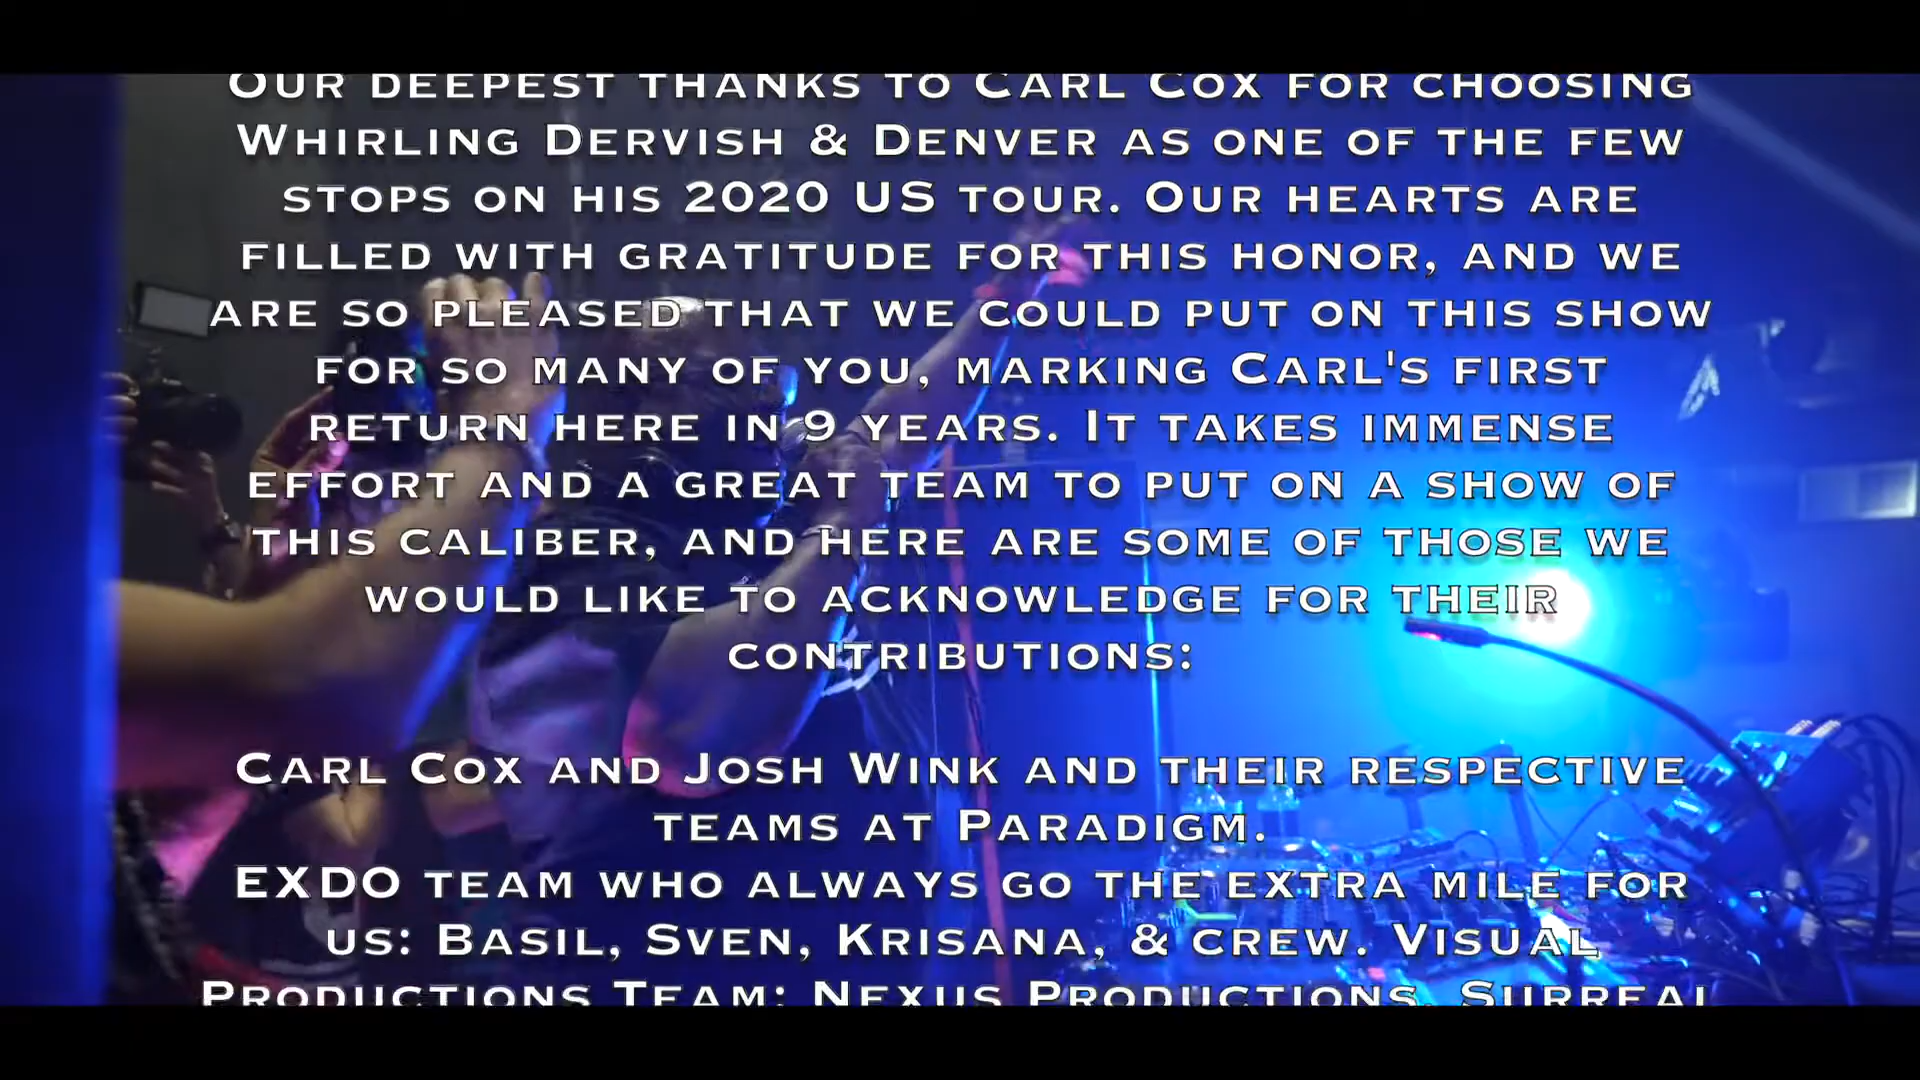 Our deepest thanks to Carl Cox for choosing
Whirling Dervish & Denver as one of the few
stops on his 2020 US tour. Our hearts are
filled with gratitude for this honor, and we
are so pleased that we could put on this show
for so many of you, marking Carl's first
return here in 9 years. It takes immense
effort and a great team to put on a show of
this caliber, and here are some of those we
would like to acknowledge for their
contributions:
Carl Cox and Josh Wink and their respective
teams at Paradigm.
EXDO team who always go the extra mile for
us: Basil, Sven, Krisana, & crew. Visual
Productions Team: Nexus Productions, Surreal